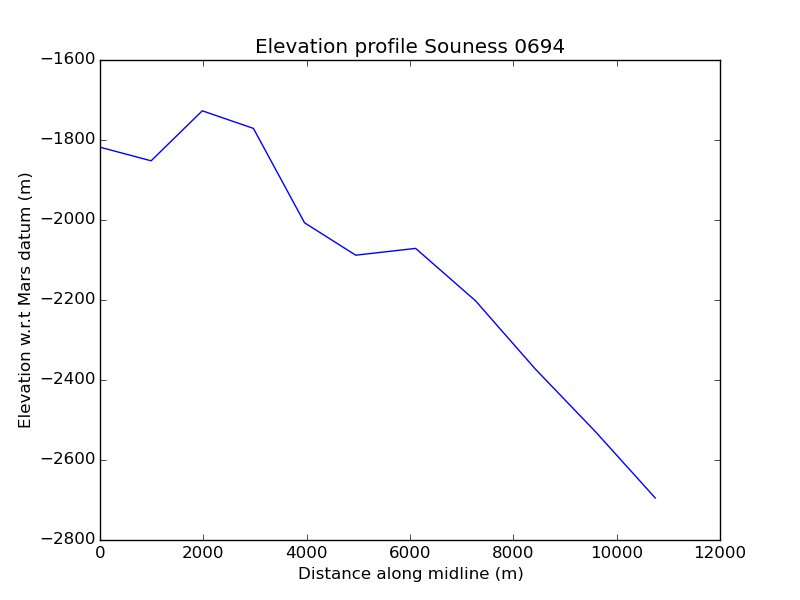 Elevation profile Souness 0694
−1600
−1800
−2000
−2200
−2400
−2600
−2800
Elevation w.r.t Mars datum (m)
0 2000 4000 6000 8000 10000 12000
Distance along midline (m)